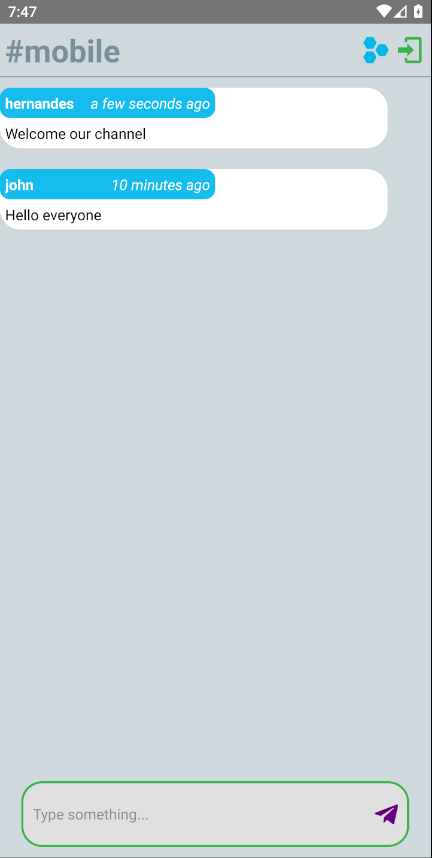 7:47
#mobile
hernandes a few seconds ago
Welcome our channel
john 10 minutes ago
Hello everyone
Type something...